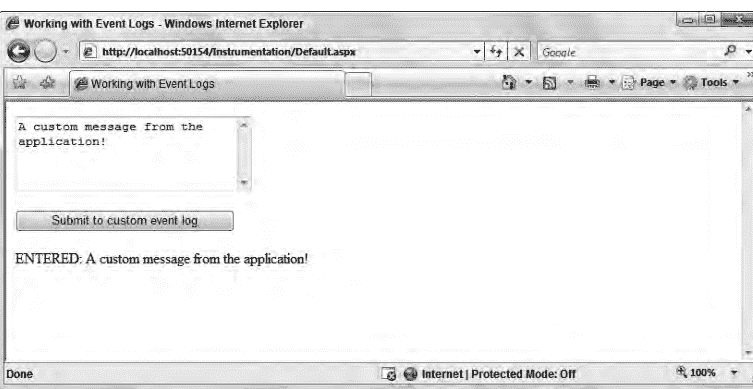 Working with Event Logs - Windows Internet Explorer
http://localhost:50154/Instrumentation/Default.aspx
Google
Working with Event Logs
Page
Tools
A custom message from the
application!
Submit to custom event log
ENTERED: A custom message from the application!
Done
Internet | Protected Mode: Off
100%